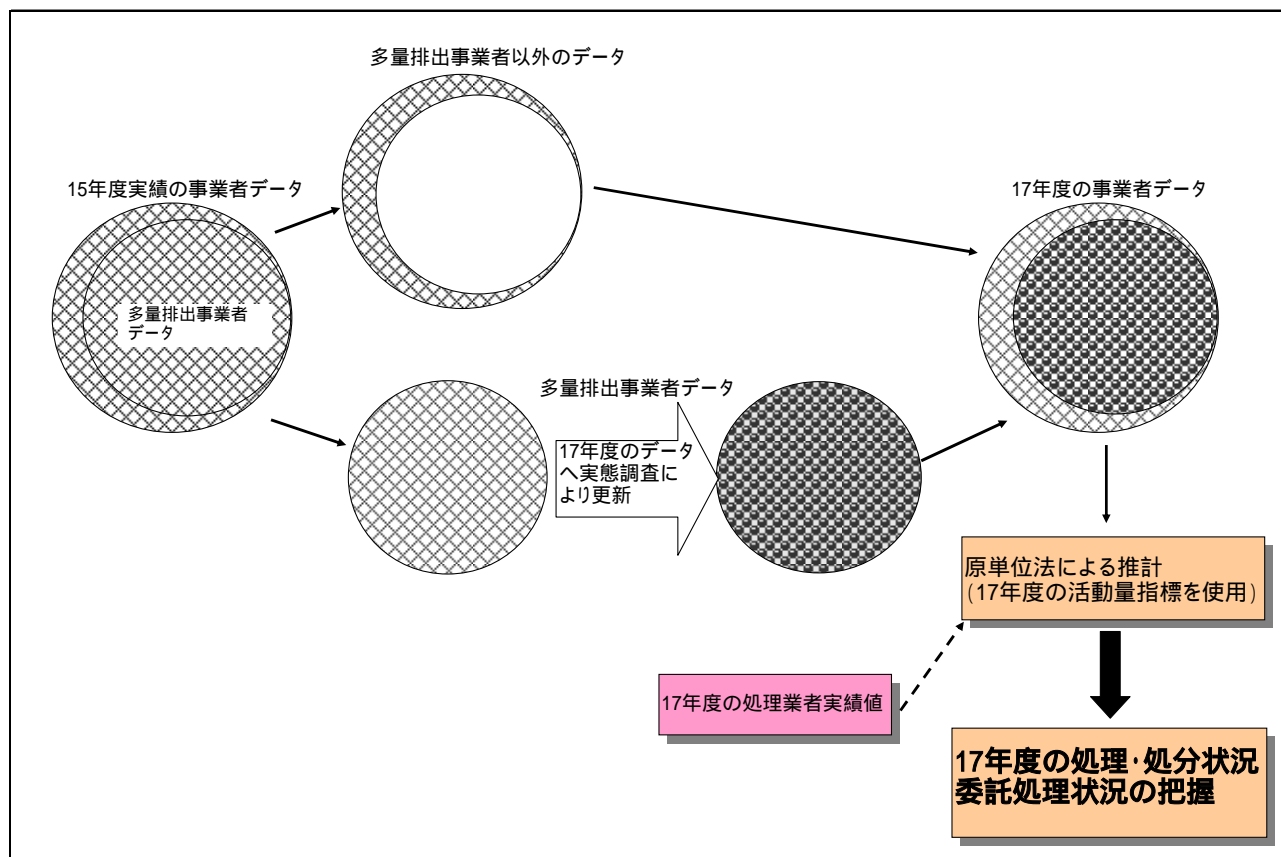 多量排出事業者以外のデータ
15年度実績の事業者データ
17年度の事業者データ
多量排出事業者
データ
多量排出事業者データ
17年度のデータ
へ実態調査に
より更新
原単位法による推計
(17年度の活動量指標を使用)
17年度の処理業者実績値
17年度の処理・処分状況
委託処理状況の把握